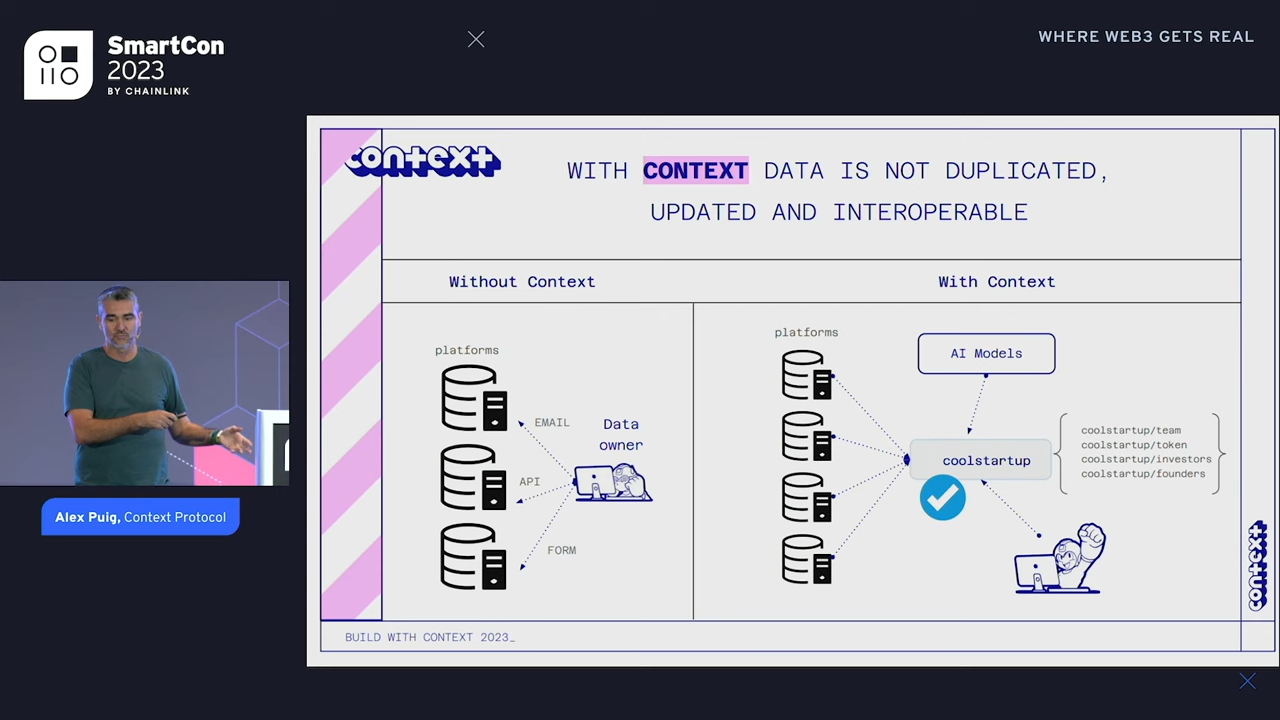 SmartCon
2023
BY CHAINLINK
WHERE WEB3 GETS REAL
context
WITH CONTEXT DATA IS NOT DUPLICATED,
UPDATED AND INTEROPERABLE
Without Context
With Context
platforms
EMAIL
Data
owner
API
FORM
platforms
AI Models
coolstartup
coolstartup/team
coolstartup/token
coolstartup/investors
coolstartup/founders
context
BUILD WITH CONTEXT 2023_
Alex Puig, Context Protocol